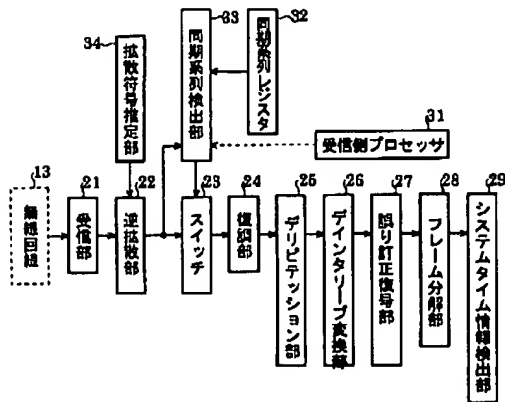 33
32
34
拡散符号推定部
同期系列検出部
同期系列レジスタ
31
受信側プロセッサ
13
21
22
23
24
25
26
27
28
29
受信部
逆拡散部
スイッチ
復調部
デリピテッション部
デインタリーブ変換部
誤り訂正復号部
フレーム分解部
システムタイム情報検出部